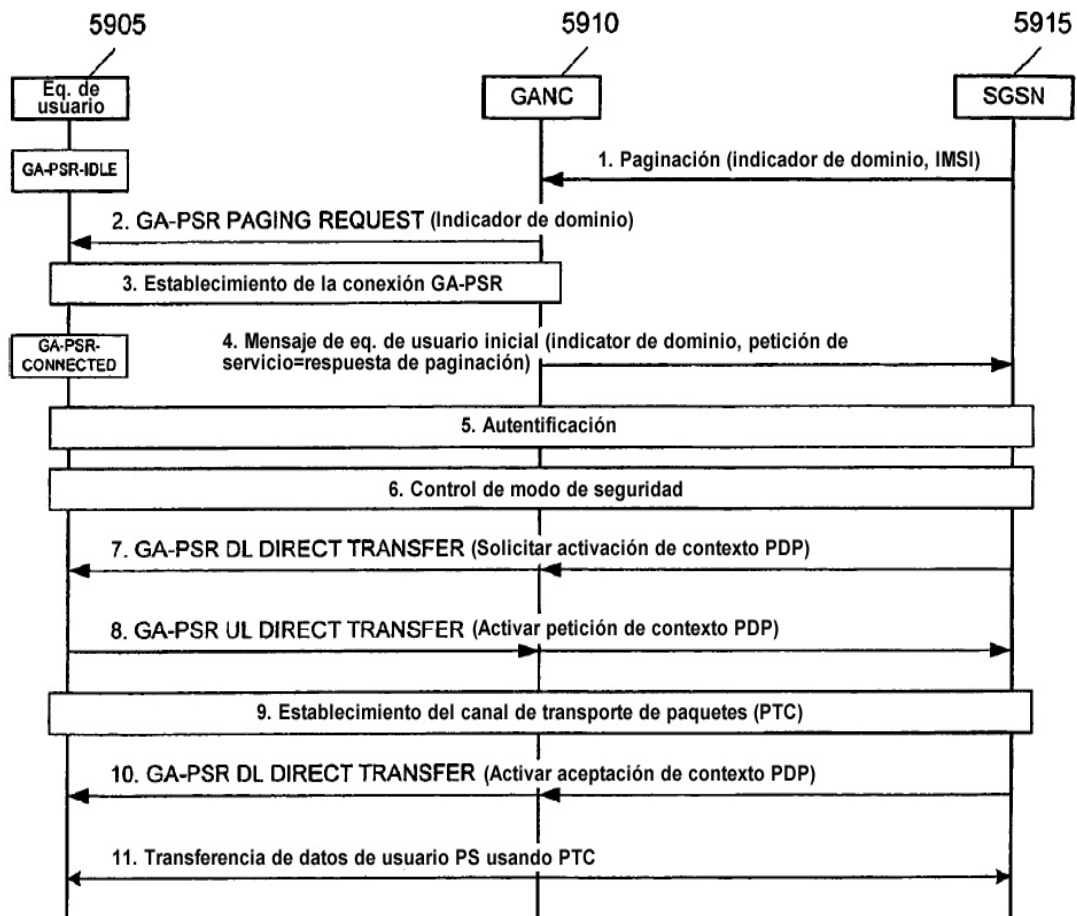 5905
5910
5915
Eq. de
usuario
GANC
SGSN
GA-PSR-IDLE
1. Paginación (indicador de dominio, IMSI)
2. GA-PSR PAGING REQUEST (Indicador de dominio)
3. Establecimiento de la conexión GA-PSR
GA-PSR-
CONNECTED
4. Mensaje de eq. de usuario inicial (indicator de dominio, petición de
servicio=respuesta de paginación)
5. Autentificación
6. Control de modo de seguridad
7. GA-PSR DL DIRECT TRANSFER (Solicitar activación de contexto PDP)
8. GA-PSR UL DIRECT TRANSFER (Activar petición de contexto PDP)
9. Establecimiento del canal de transporte de paquetes (PTC)
10. GA-PSR DL DIRECT TRANSFER (Activar aceptación de contexto PDP)
11. Transferencia de datos de usuario PS usando PTC